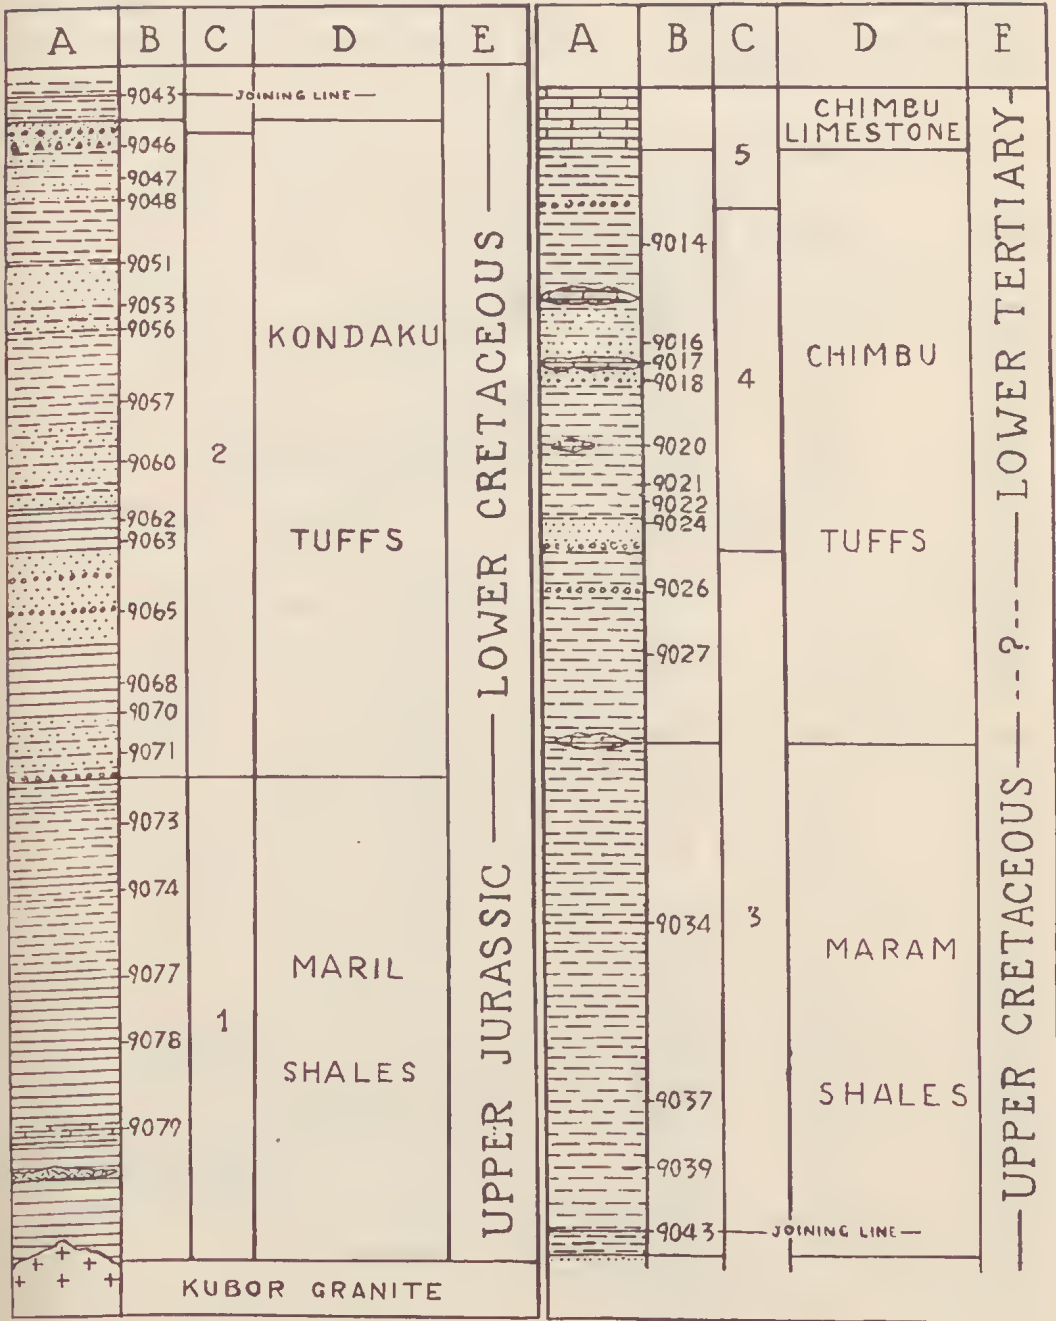 A B C D E
9043 JOINING LINE
9046
9047
9048
9051
9053
9056
KONDAKU
9057
2
9060
9062
9063
TUFFS
9065
9068
9070
9071
LOWER CRETACEOUS
9073
9074
9077
MARIL
1
9078
SHALES
9079
UPPER JURASSIC
KUBOR GRANITE
A B C D E
CHIMBU
LIMESTONE
5
9014
9016
9017
9018
CHIMBU
4
9020
9021
9022
9024
TUFFS
9026
9027
LOWER TERTIARY
?
9034
3
MARAM
9037
SHALES
9039
9043 JOINING LINE
UPPER CRETACEOUS